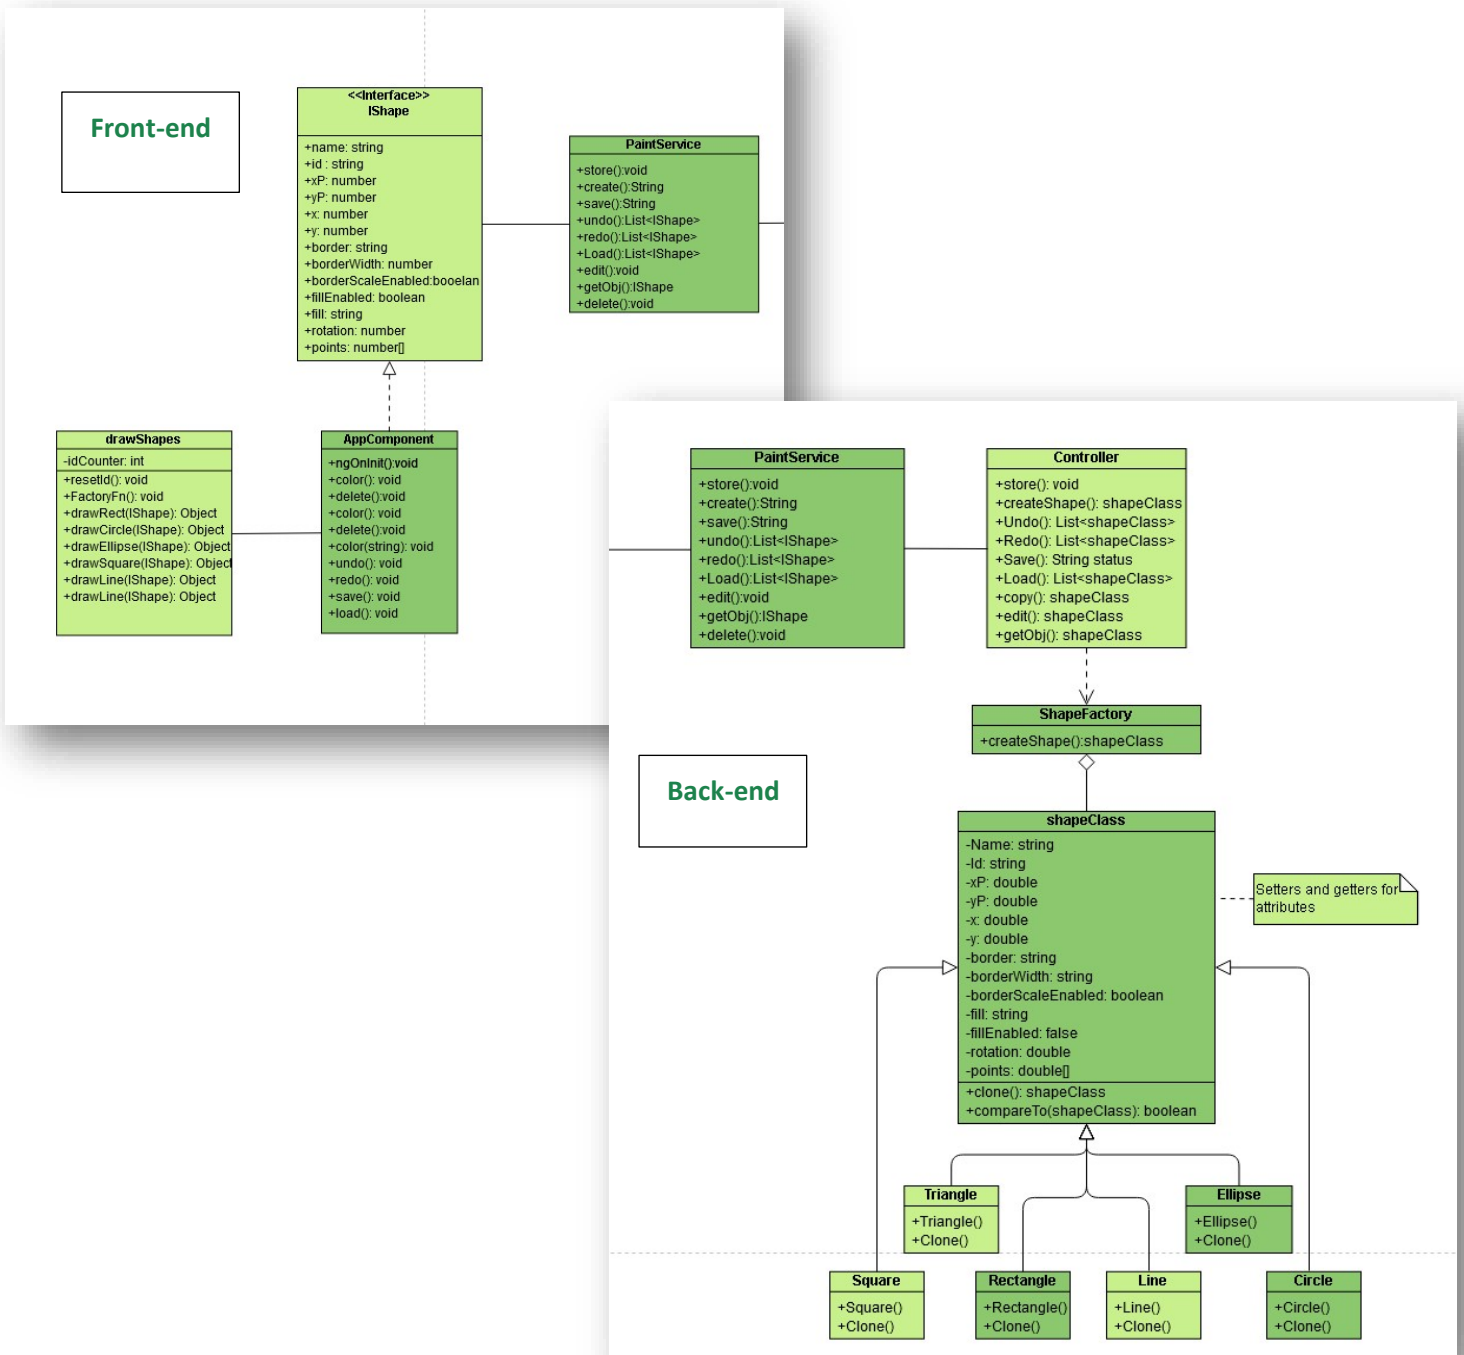 Front-end
<<Interface>>
IShape
+name: string
+id : string
+xP: number
+yP: number
+x: number
+y: number
+border: string
+borderWidth: number
+borderScaleEnabled:booelan
+fillEnabled: boolean
+fill: string
+rotation: number
+points: number[]
PaintService
+store():void
+create():String
+save():String
+undo():List<IShape>
+redo():List<IShape>
+Load():List<IShape>
+edit():void
+getObj():IShape
+delete():void
drawShapes
-idCounter: int
+resetId(): void
+FactoryFn(): void
+drawRect(IShape): Object
+drawCircle(IShape): Object
+drawEllipse(IShape): Object
+drawSquare(IShape): Object
+drawLine(IShape): Object
+drawLine(IShape): Object
AppComponent
+ngOnInit():void
+color(): void
+delete():void
+color(): void
+delete():void
+color(string): void
+undo(): void
+redo(): void
+save(): void
+load(): void
PaintService
+store():void
+create():String
+save():String
+undo():List<IShape>
+redo():List<IShape>
+Load():List<IShape>
+edit():void
+getObj():IShape
+delete():void
Controller
+store(): void
+createShape(): shapeClass
+Undo(): List<shapeClass>
+Redo(): List<shapeClass>
+Save(): String status
+Load(): List<shapeClass>
+copy(): shapeClass
+edit(): shapeClass
+getObj(): shapeClass
ShapeFactory
+createShape():shapeClass
Back-end
shapeClass
-Name: string
-Id: string
-xP: double
-yP: double
-x: double
-y: double
-border: string
-borderWidth: string
-borderScaleEnabled: boolean
-fill: string
-fillEnabled: false
-rotation: double
-points: double[]
+clone(): shapeClass
+compareTo(shapeClass): boolean
Setters and getters for
attributes
Triangle
+Triangle()
+Clone()
Ellipse
+Ellipse()
+Clone()
Square
+Square()
+Clone()
Rectangle
+Rectangle()
+Clone()
Line
+Line()
+Clone()
Circle
+Circle()
+Clone()